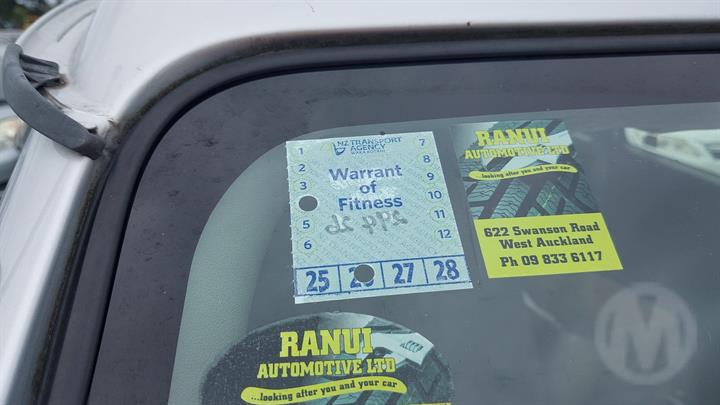 NZ TRANSPORT
AGENCY
WAKA KOTAHI
1
2
3
5
6
7
8
9
10
11
12
Warrant
of
Fitness
25 27 28
RANUI
AUTOMOTIVE LTD
...looking after you and your car
622 Swanson Road
West Auckland
Ph 09 833 6117
RANUI
AUTOMOTIVE LTD
...looking after you and your car
M